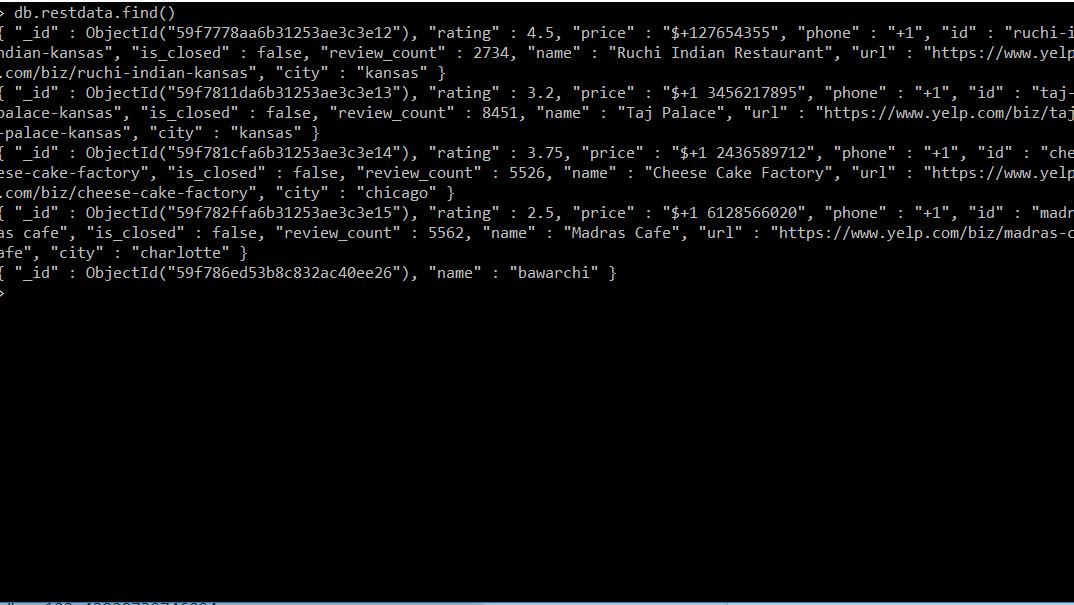 > db.restdata.find()
{ "_id" : ObjectId("59f7778aa6b31253ae3c3e12"), "rating" : 4.5, "price" : "$+127654355", "phone" : "+1", "id" : "ruchi-i
ndian-kansas", "is_closed" : false, "review_count" : 2734, "name" : "Ruchi Indian Restaurant", "url" : "https://www.yelp
.com/biz/ruchi-indian-kansas", "city" : "kansas" }
{ "_id" : ObjectId("59f7811da6b31253ae3c3e13"), "rating" : 3.2, "price" : "$+1 3456217895", "phone" : "+1", "id" : "taj-
palace-kansas", "is_closed" : false, "review_count" : 8451, "name" : "Taj Palace", "url" : "https://www.yelp.com/biz/taj
-palace-kansas", "city" : "kansas" }
{ "_id" : ObjectId("59f781cfa6b31253ae3c3e14"), "rating" : 3.75, "price" : "$+1 2436589712", "phone" : "+1", "id" : "che
ese-cake-factory", "is_closed" : false, "review_count" : 5526, "name" : "Cheese Cake Factory", "url" : "https://www.yelp
.com/biz/cheese-cake-factory", "city" : "chicago" }
{ "_id" : ObjectId("59f782ffa6b31253ae3c3e15"), "rating" : 2.5, "price" : "$+1 6128566020", "phone" : "+1", "id" : "madr
as cafe", "is_closed" : false, "review_count" : 5562, "name" : "Madras Cafe", "url" : "https://www.yelp.com/biz/madras-c
afe", "city" : "charlotte" }
{ "_id" : ObjectId("59f786ed53b8c832ac40ee26"), "name" : "bawarchi" }
>